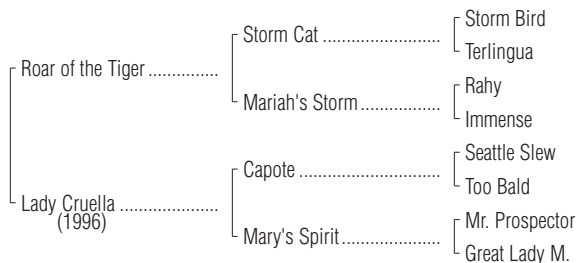 Storm Bird
Storm Cat ........................
Terlingua
Roar of the Tiger ..............
Rahy
Mariah's Storm ................
Immense
Seattle Slew
Capote .............................
Too Bald
Lady Cruella ....................
(1996)
Mr. Prospector
Mary's Spirit ....................
Great Lady M.